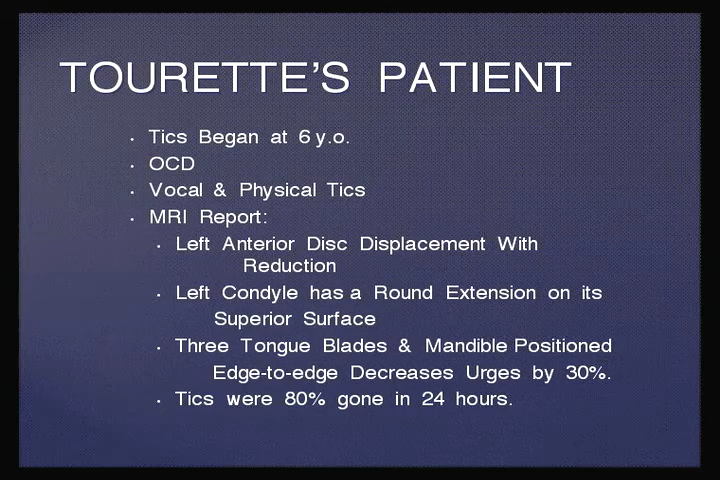 TOURETTE'S PATIENT
• Tics Began at 6 y.o.
• OCD
• Vocal & Physical Tics
• MRI Report:
• Left Anterior Disc Displacement With
Reduction
• Left Condyle has a Round Extension on its
Superior Surface
• Three Tongue Blades & Mandible Positioned
Edge-to-edge Decreases Urges by 30%.
• Tics were 80% gone in 24 hours.